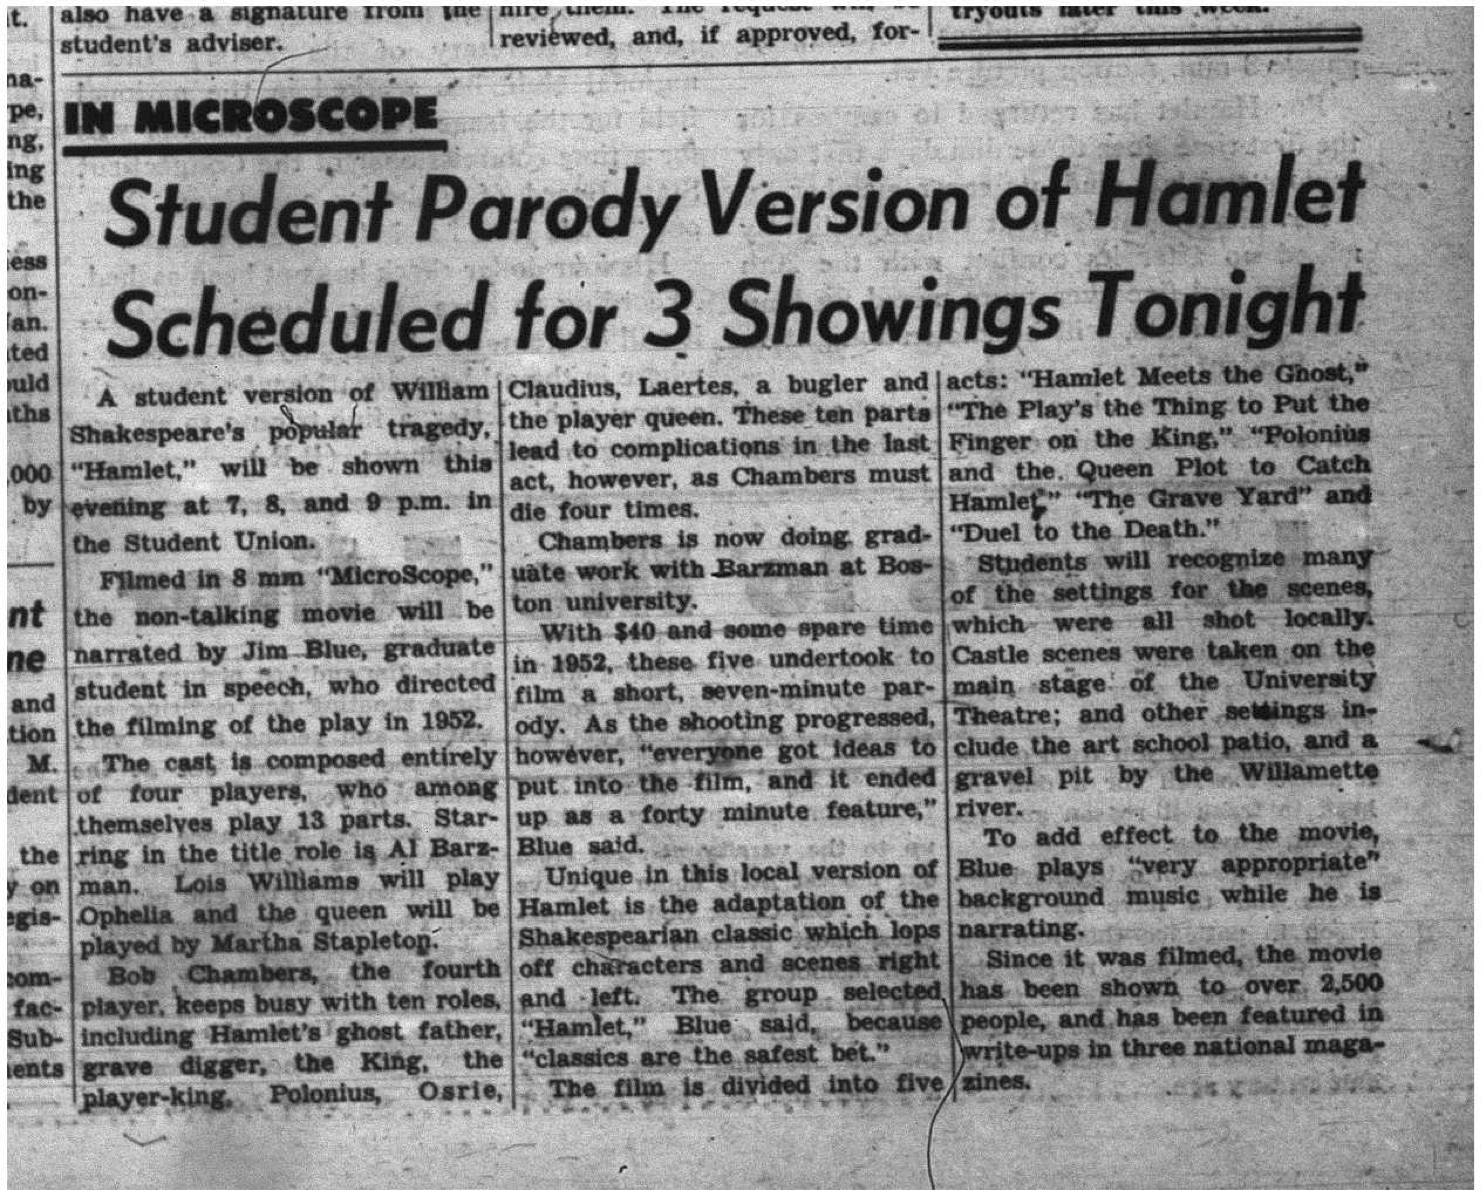 also have a signature from the
student's adviser.
reviewed, and, if approved, for-
tryouts later this week.
IN MICROSCOPE
Student Parody Version of Hamlet
Scheduled for 3 Showings Tonight
A student version of William
Shakespeare's popular tragedy,
"Hamlet," will be shown this
evening at 7, 8, and 9 p.m. in
the Student Union.
Filmed in 8 mm "MicroScope,"
the non-talking movie will be
narrated by Jim Blue, graduate
student in speech, who directed
the filming of the play in 1952.
The cast is composed entirely
of four players, who among
themselves play 13 parts. Star-
ring in the title role is Al Barz-
man. Lois Williams will play
Ophelia and the queen will be
played by Martha Stapleton.
Bob Chambers, the fourth
player, keeps busy with ten roles,
including Hamlet's ghost father,
grave digger, the King, the
player-king, Polonius, Osrie,
Claudius, Laertes, a bugler and
the player queen. These ten parts
lead to complications in the last
act, however, as Chambers must
die four times.
Chambers is now doing grad-
uate work with Barzman at Bos-
ton university.
With $40 and some spare time
in 1952, these five undertook to
film a short, seven-minute par-
ody. As the shooting progressed,
however, "everyone got ideas to
put into the film, and it ended
up as a forty minute feature,"
Blue said.
Unique in this local version of
Hamlet is the adaptation of the
Shakespearian classic which lops
off characters and scenes right
and left. The group selected
"Hamlet," Blue said, because
"classics are the safest bet."
The film is divided into five
acts: "Hamlet Meets the Ghost,"
"The Play's the Thing to Put the
Finger on the King," "Polonius
and the Queen Plot to Catch
Hamlet," "The Grave Yard" and
"Duel to the Death."
Students will recognize many
of the settings for the scenes,
which were all shot locally.
Castle scenes were taken on the
main stage of the University
Theatre; and other settings in-
clude the art school patio, and a
gravel pit by the Willamette
river.
To add effect to the movie,
Blue plays "very appropriate"
background music while he is
narrating.
Since it was filmed, the movie
has been shown to over 2,500
people, and has been featured in
write-ups in three national maga-
zines.